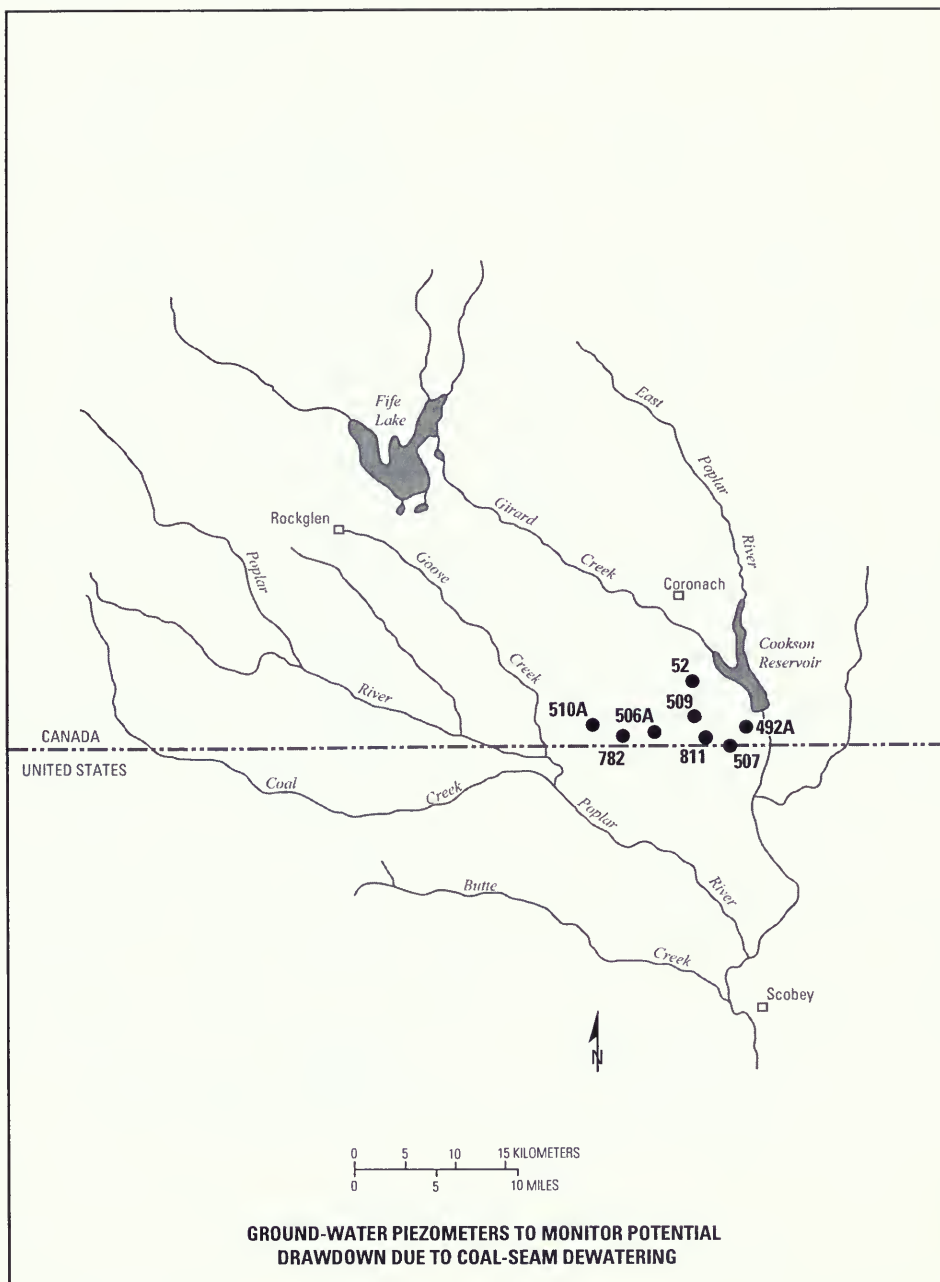 Fife
Lake
East
Poplar
River
Rockglen
Girard
Creek
Goove
Creek
Poplar
River
Coronach
Cookson
Reservoir
52
509
510A
506A
492A
782
811
507
CANADA
UNITED STATES
Coal
Creek
Poplar
River
Butte
Creek
Scobey
N
0 5 10 15 KILOMETERS
0 5 10 MILES
GROUND-WATER PIEZOMETERS TO MONITOR POTENTIAL
DRAWDOWN DUE TO COAL-SEAM DEWATERING